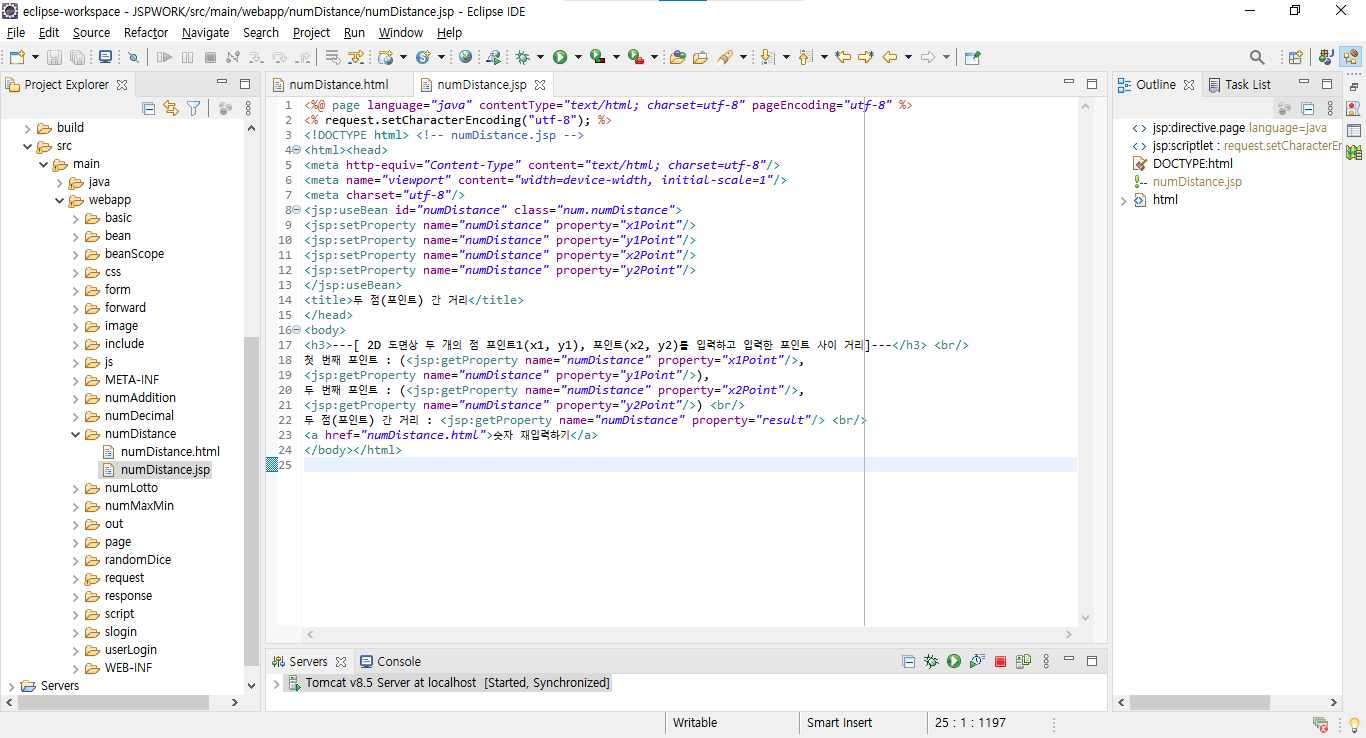 eclipse-workspace - JSPWORK/src/main/webapp/numDistance/numDistance.jsp - Eclipse IDE
File Edit Source Refactor Navigate Search Project Run Window Help
Project Explorer
build
src
main
java
webapp
basic
bean
beanScope
css
form
forward
image
include
js
META-INF
numAddition
numDecimal
numDistance
numDistance.html
numDistance.jsp
numLotto
numMaxMin
out
page
randomDice
request
response
script
slogin
userLogin
WEB-INF
Servers
numDistance.html numDistance.jsp
1 <%@ page language="java" contentType="text/html; charset=utf-8" pageEncoding="utf-8" %>
2 <% request.setCharacterEncoding("utf-8"); %>
3 <!DOCTYPE html> <!-- numDistance.jsp -->
4 <html><head>
5 <meta http-equiv="Content-Type" content="text/html; charset=utf-8"/>
6 <meta name="viewport" content="width=device-width, initial-scale=1"/>
7 <meta charset="utf-8"/>
8 <jsp:useBean id="numDistance" class="num.numDistance">
9 <jsp:setProperty name="numDistance" property="x1Point"/>
10 <jsp:setProperty name="numDistance" property="y1Point"/>
11 <jsp:setProperty name="numDistance" property="x2Point"/>
12 <jsp:setProperty name="numDistance" property="y2Point"/>
13 </jsp:useBean>
14 <title>두 점(포인트) 간 거리</title>
15 </head>
16 <body>
17 <h3>---[ 2D 도면상 두 개의 점 포인트1(x1, y1), 포인트(x2, y2)를 입력하고 입력한 포인트 사이 거리]---</h3> <br/>
18 첫 번째 포인트 : (<jsp:getProperty name="numDistance" property="x1Point"/>,
19 <jsp:getProperty name="numDistance" property="y1Point"/>),
20 두 번째 포인트 : (<jsp:getProperty name="numDistance" property="x2Point"/>,
21 <jsp:getProperty name="numDistance" property="y2Point"/>) <br/>
22 두 점(포인트) 간 거리 : <jsp:getProperty name="numDistance" property="result"/> <br/>
23 <a href="numDistance.html">숫자 재입력하기</a>
24 </body></html>
25
Servers Console
Tomcat v8.5 Server at localhost [Started, Synchronized]
Outline Task List
jsp:directive.page language=java
jsp:scriptlet : request.setCharacterEr
DOCTYPE:html
numDistance.jsp
html
Writable Smart Insert 25 : 1 : 1197